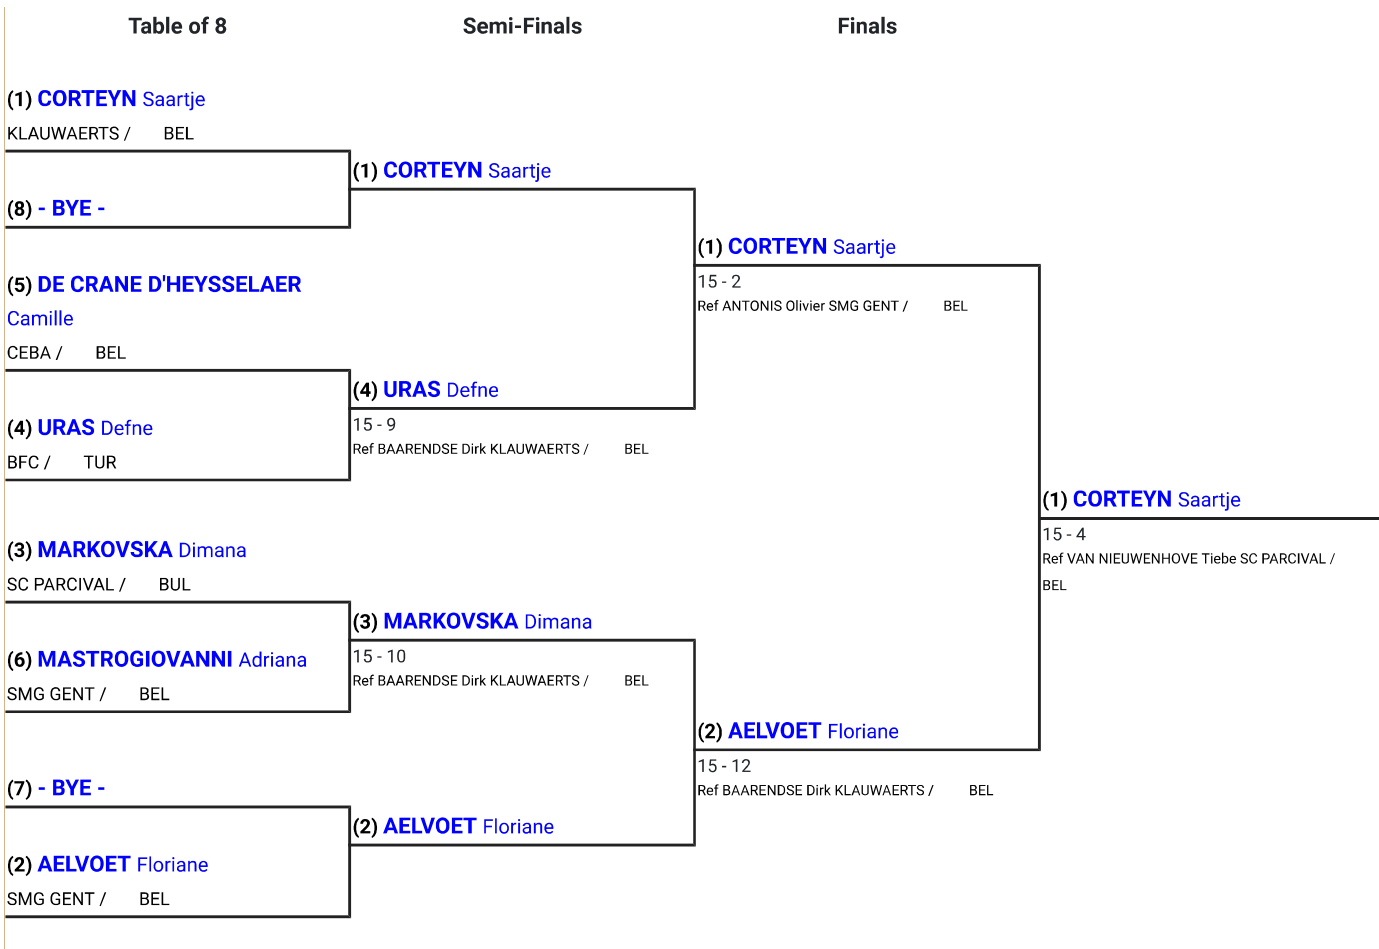 Table of 8
Semi-Finals
Finals
(1) CORTEYN Saartje
KLAUWAERTS / BEL
(8) - BYE -
(5) DE CRANE D'HEYSSELAER
Camille
CEBA / BEL
(4) URAS Defne
BFC / TUR
(3) MARKOVSKA Dimana
SC PARCIVAL / BUL
(6) MASTROGIOVANNI Adriana
SMG GENT / BEL
(7) - BYE -
(2) AELVOET Floriane
SMG GENT / BEL
(1) CORTEYN Saartje
(4) URAS Defne
15 - 9
Ref BAARENDSE Dirk KLAUWAERTS / BEL
(3) MARKOVSKA Dimana
15 - 10
Ref BAARENDSE Dirk KLAUWAERTS / BEL
(2) AELVOET Floriane
(1) CORTEYN Saartje
15 - 2
Ref ANTONIS Olivier SMG GENT / BEL
(2) AELVOET Floriane
15 - 12
Ref BAARENDSE Dirk KLAUWAERTS / BEL
(1) CORTEYN Saartje
15 - 4
Ref VAN NIEUWENHOVE Tiebe SC PARCIVAL /
BEL